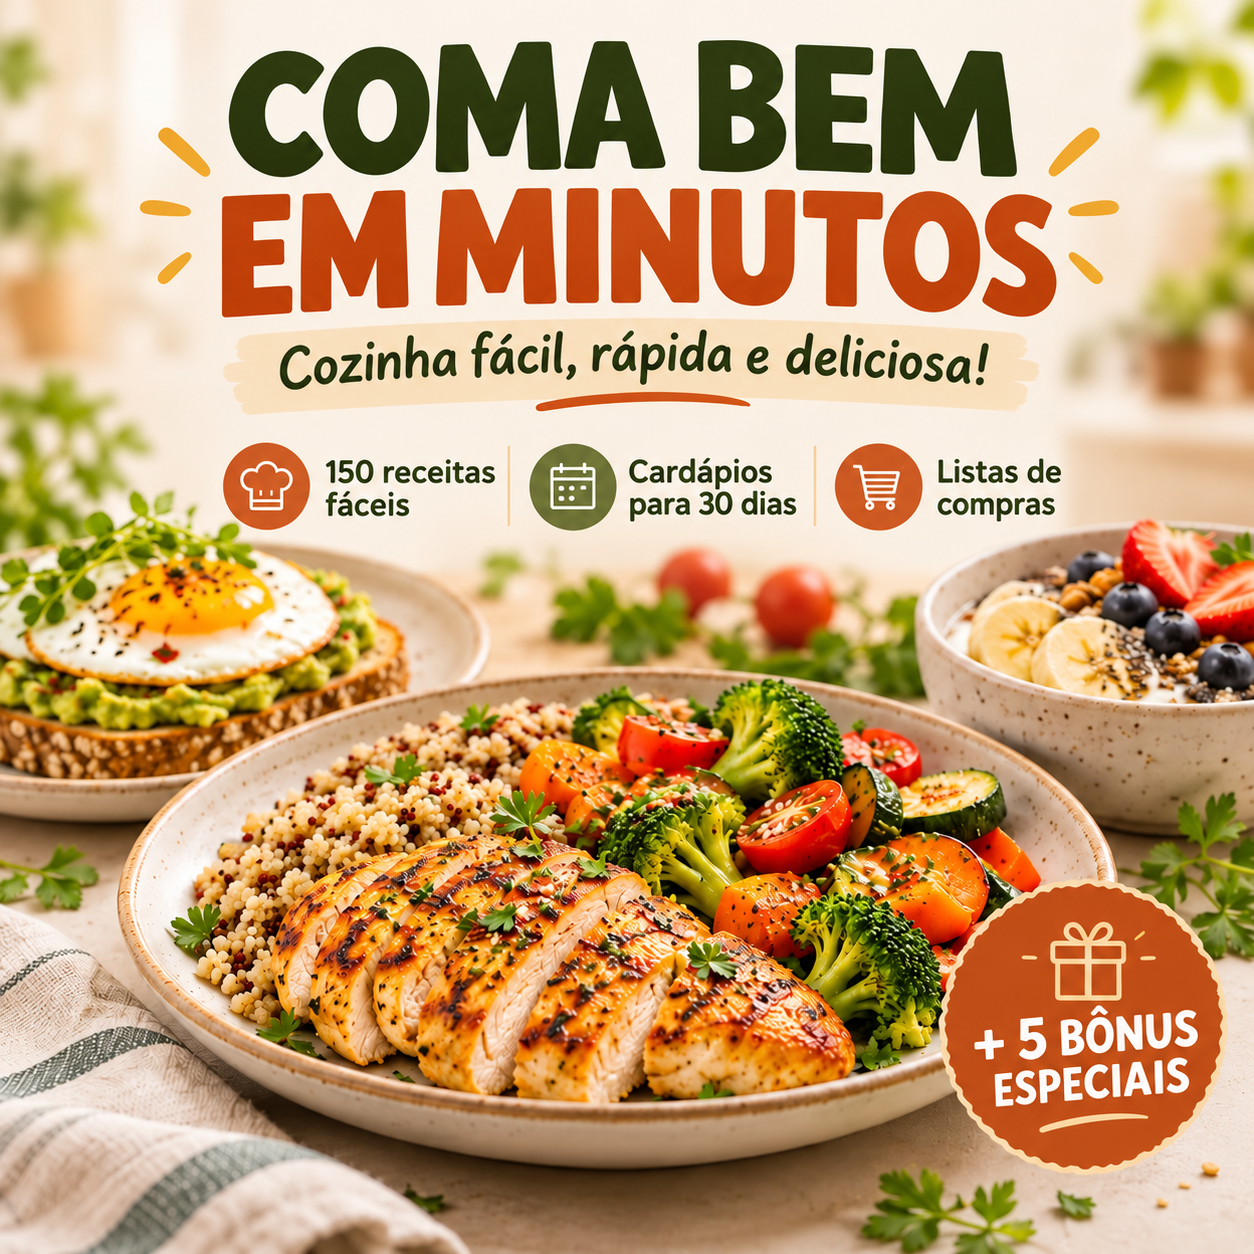 COMA BEM
EM MINUTOS
Cozinha fácil, rápida e deliciosa!
150 receitas
fáceis
Cardápios
para 30 dias
Listas de
compras
+ 5 BÔNUS
ESPECIAIS